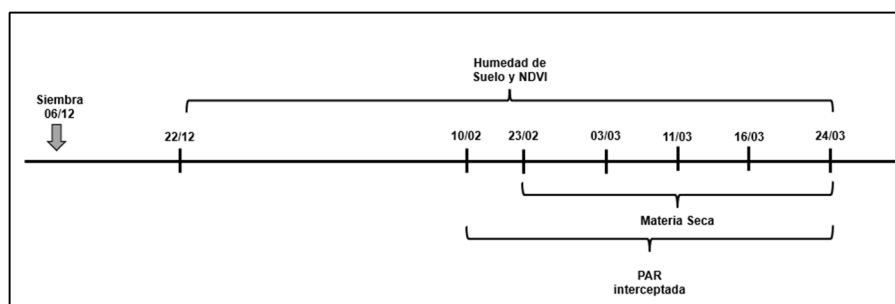 Humedad de
Suelo y NDVI
Siembra
06/12
22/12
10/02
23/02
03/03
11/03
16/03
24/03
Materia Seca
PAR
interceptada